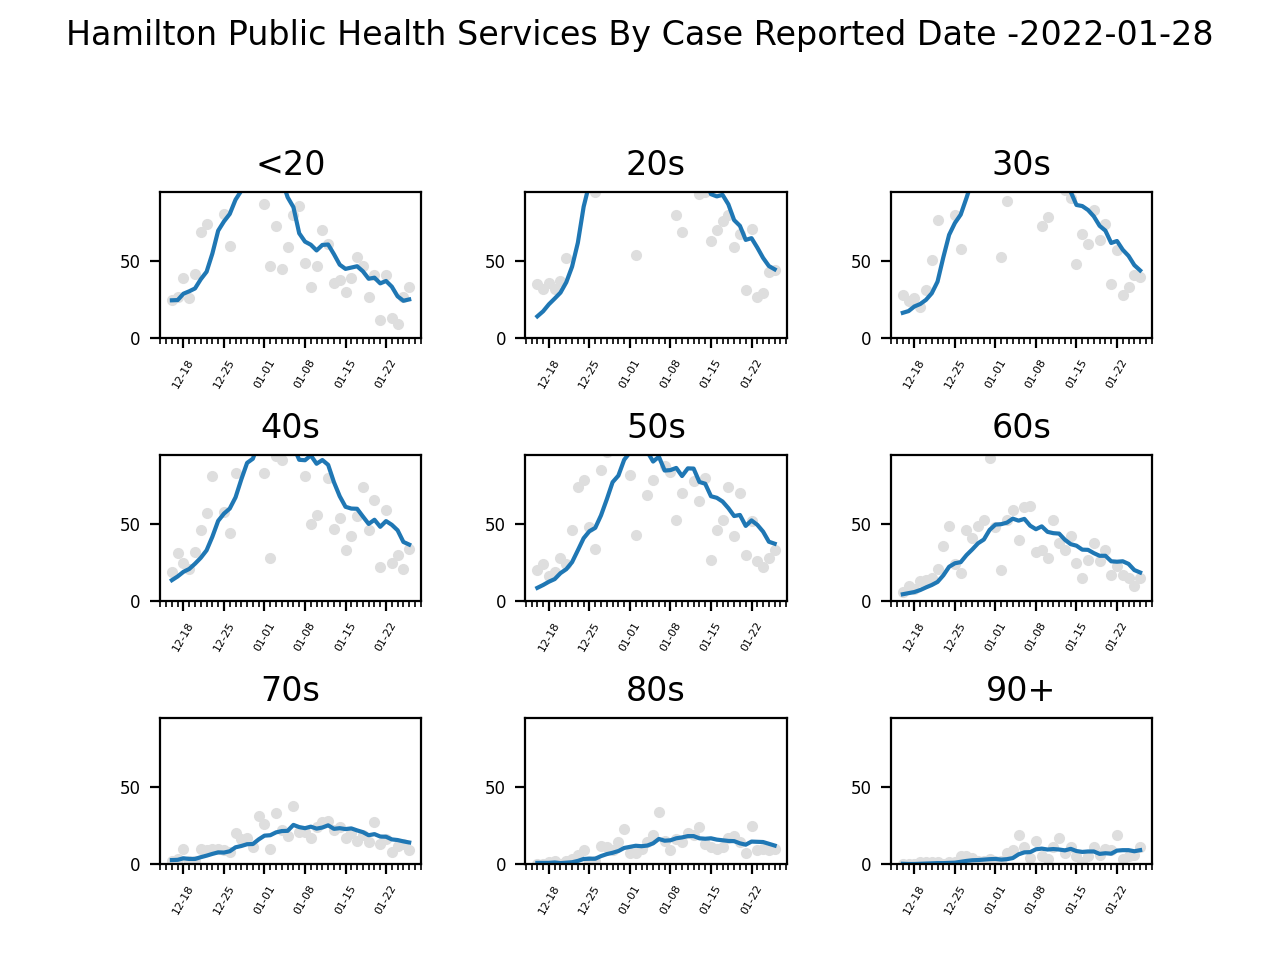 Hamilton Public Health Services By Case Reported Date -2022-01-28
<20 20s 30s
50 50 50
0 0 0
12-18 12-25 01-01 01-08 01-15 01-22 12-18 12-25 01-01 01-08 01-15 01-22 12-18 12-25 01-01 01-08 01-15 01-22
40s 50s 60s
50 50 50
0 0 0
12-18 12-25 01-01 01-08 01-15 01-22 12-18 12-25 01-01 01-08 01-15 01-22 12-18 12-25 01-01 01-08 01-15 01-22
70s 80s 90+
50 50 50
0 0 0
12-18 12-25 01-01 01-08 01-15 01-22 12-18 12-25 01-01 01-08 01-15 01-22 12-18 12-25 01-01 01-08 01-15 01-22